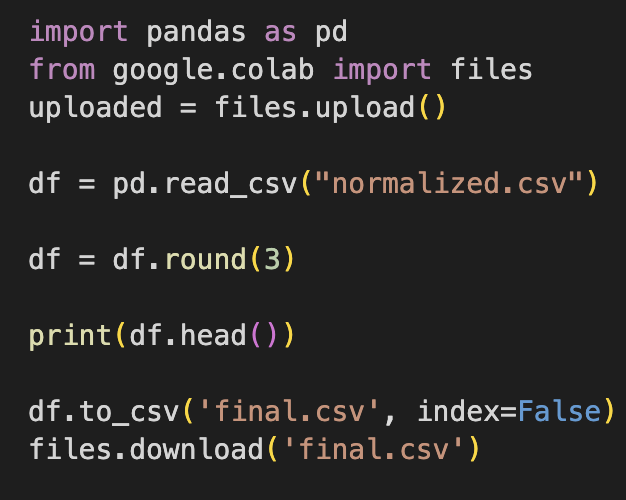 import pandas as pd
from google.colab import files
uploaded = files.upload()
df = pd.read_csv("normalized.csv")
df = df.round(3)
print(df.head())
df.to_csv('final.csv', index=False)
files.download('final.csv')